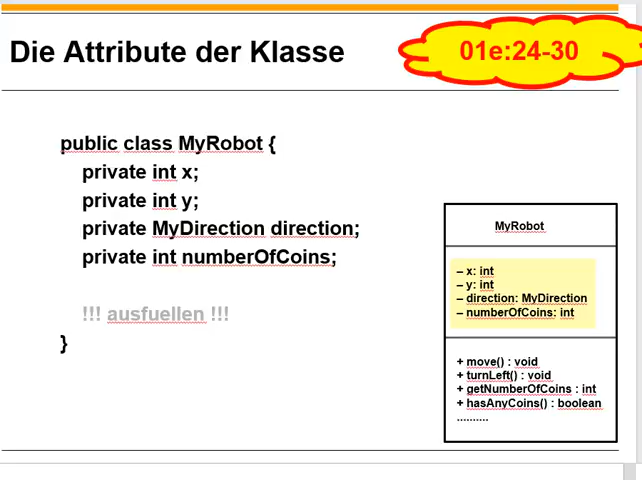 Die Attribute der Klasse
01e:24-30
public class MyRobot {
private int x;
private int y;
private MyDirection direction;
private int numberOfCoins;
!!! ausfuellen !!!
}
MyRobot
– x: int
– y: int
– direction: MyDirection
– numberOfCoins: int
+ move() : void
+ turnLeft() : void
+ getNumberOfCoins : int
+ hasAnyCoins() : boolean
..........